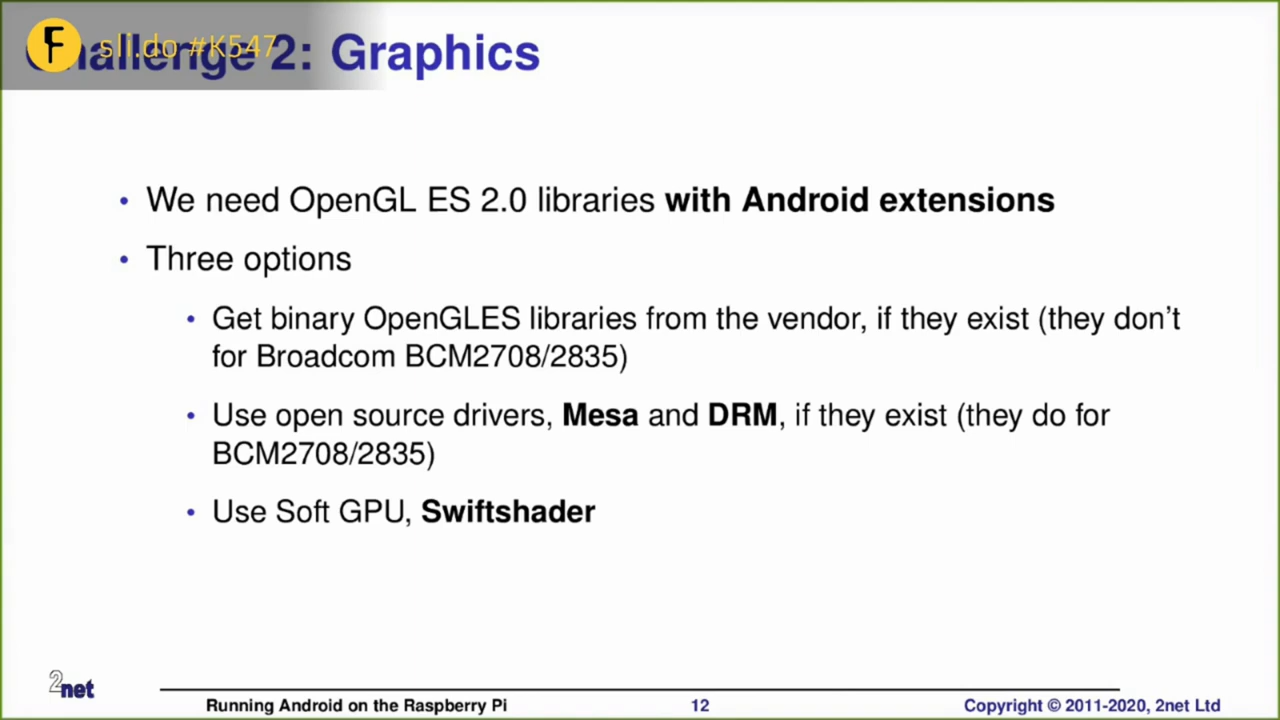 sli.do #K547
Challenge 2: Graphics
• We need OpenGL ES 2.0 libraries with Android extensions
• Three options
• Get binary OpenGLES libraries from the vendor, if they exist (they don't
for Broadcom BCM2708/2835)
• Use open source drivers, Mesa and DRM, if they exist (they do for
BCM2708/2835)
• Use Soft GPU, Swiftshader
2net
Running Android on the Raspberry Pi
12
Copyright © 2011-2020, 2net Ltd